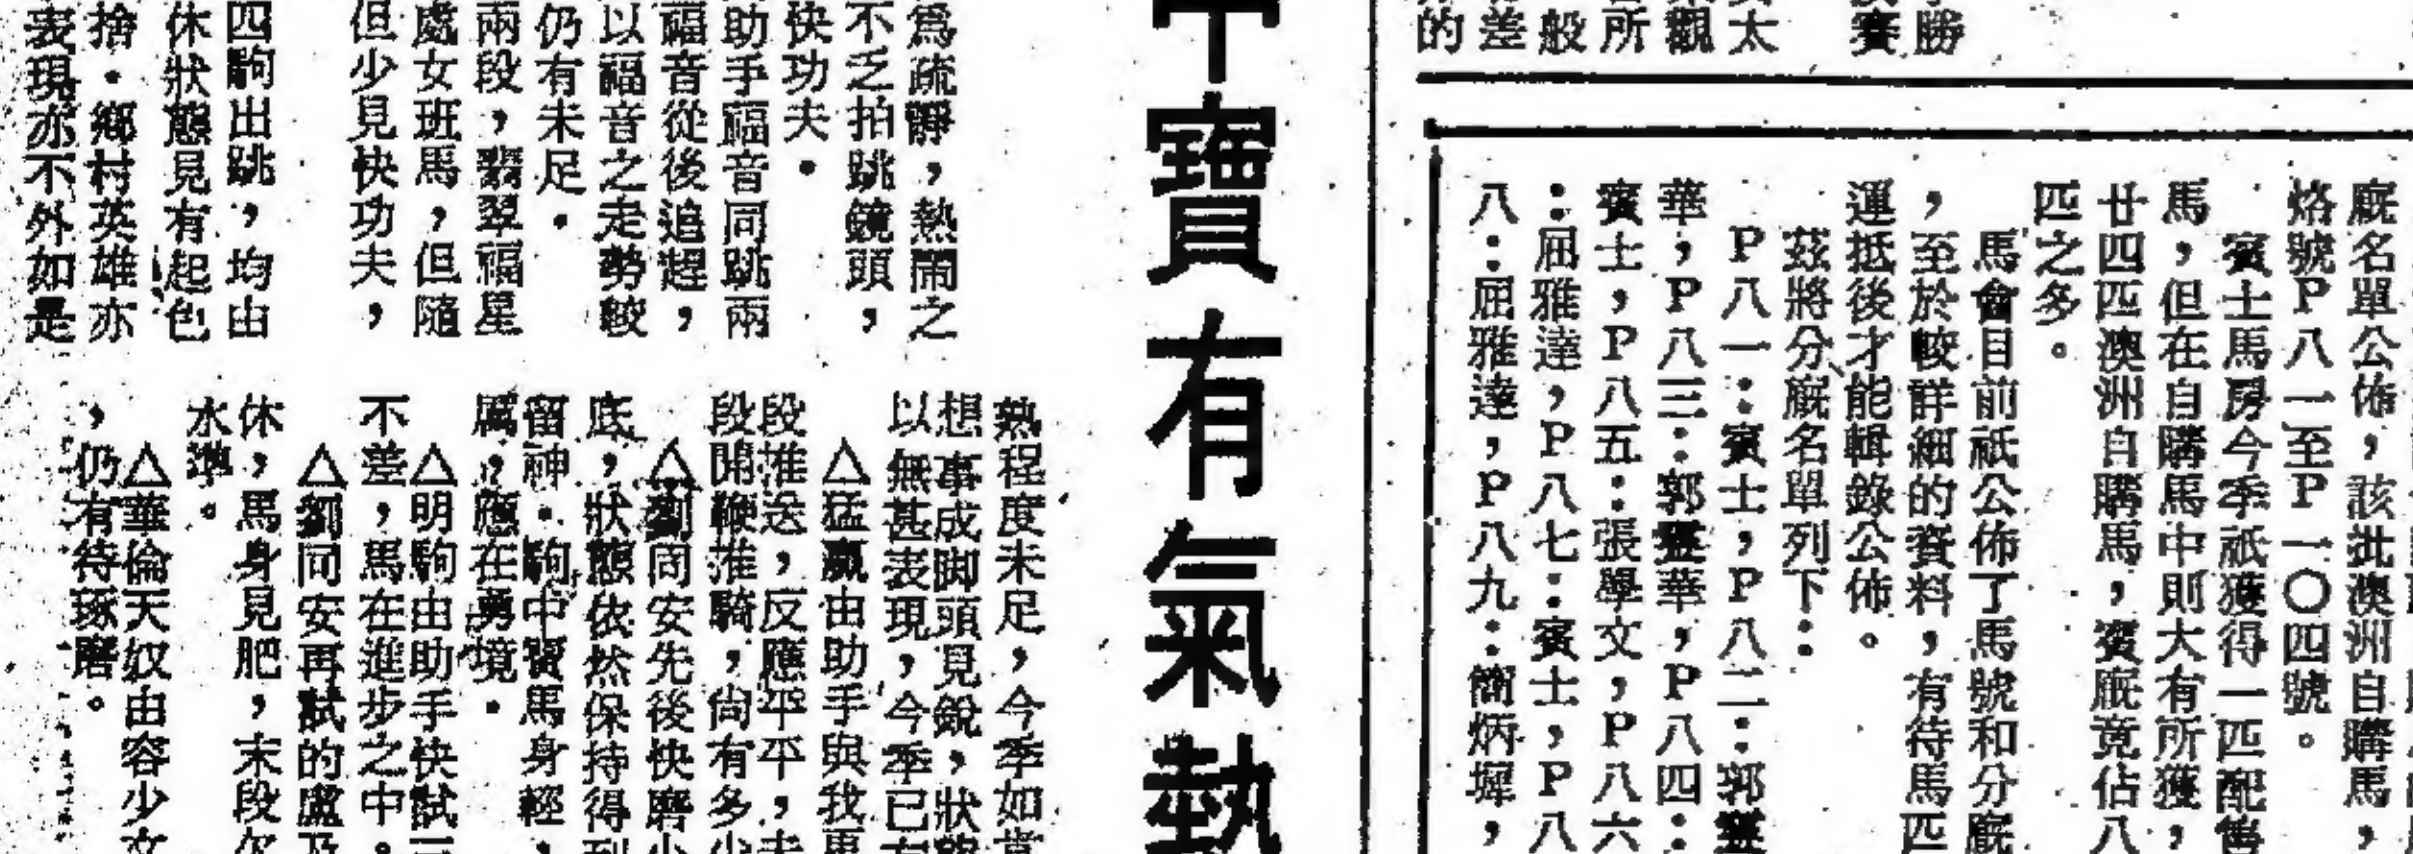 勝
賽
太
觀
所
般
差
的
廐名單公佈，該批澳洲自購馬，
烙號Ｐ八一至Ｐ一〇四號。
賓士馬房今季祇獲得一匹配售
馬，但在自購馬中則大有所獲，
廿四匹澳洲自購馬，賓廐竟佔八
匹之多。
馬會目前祇公佈了馬號和分廐
，至於較詳細的資料，有待馬匹
運抵後才能輯錄公佈。
茲將分廐名單列下：
Ｐ八一：賓士，Ｐ八二：郭
華，Ｐ八三：郭華，Ｐ八四：
賓士，Ｐ八五：張學文，Ｐ八六
：屈雅達，Ｐ八七：賓士，Ｐ八
八：屈雅達，Ｐ八九：簡炳墀，
中寶有氣勢
為疏靜，熱鬧之
不乏拍跳鏡頭，
快功夫．
助手福音同跳兩
福音從後追趕，
以福音之走勢較
仍有未足．
兩段，翡翠福星
處女班馬，但隨
但少見快功夫，
四駒出跳，均由
休狀態見有起色
捨．鄉村英雄亦
表現亦不外如是
熟程度未足，今季如
想事成脚頭見銳，狀
以無甚表現，今季已
△猛贏由助手與我
段推送，反應平平，
段開鞭推騎，尚有多
△劉同安先後快磨
底，狀態依然保持得
留神．駒中寶馬身輕，
厲，應在勇境．
△明駒由助手快試
不差，馬在進步之中。
△劉同安再試的盧及
休，馬身見肥，末段
水準。
△華倫天奴由容少
，仍有待琢磨。